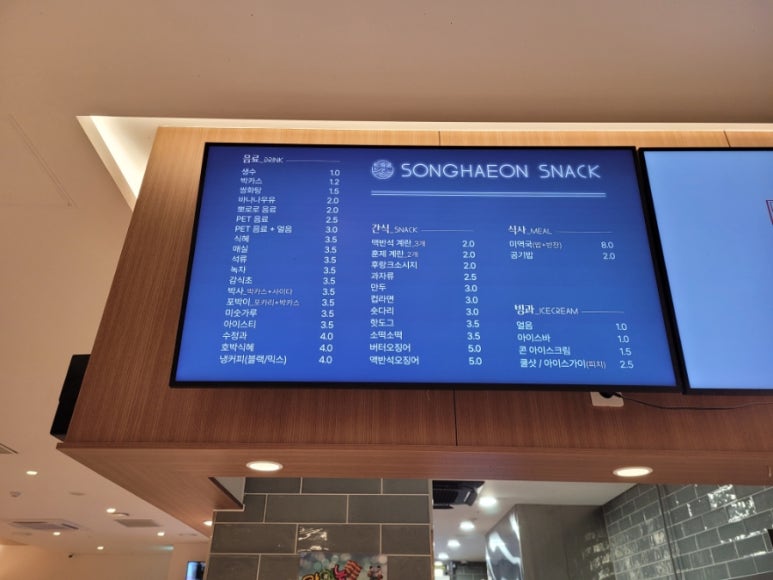 음료_DRINK
생수 1.0
박카스 1.2
쌍화탕 1.5
바나나우유 2.0
뽀로로 음료 2.0
PET 음료 2.5
PET 음료 + 얼음 3.0
식혜 3.5
매실 3.5
석류 3.5
녹차 3.5
감식초 3.5
박사_박카스+사이다 3.5
포박이_포카리+박카스 3.5
미숫가루 3.5
아이스티 3.5
수정과 4.0
호박식혜 4.0
냉커피(블랙/믹스) 4.0
SONGHAEON SNACK
간식_SNACK
맥반석 계란_3개 2.0
훈제 계란_2개 2.0
후랑크소시지 2.0
과자류 2.5
만두 3.0
컵라면 3.0
숏다리 3.0
핫도그 3.5
소떡소떡 3.5
버터오징어 5.0
맥반석오징어 5.0
식사_MEAL
미역국(밥+반찬) 8.0
공기밥 2.0
빙과_ICECREAM
얼음 1.0
아이스바 1.0
콘 아이스크림 1.5
쿨샷 / 아이스가이(피치) 2.5